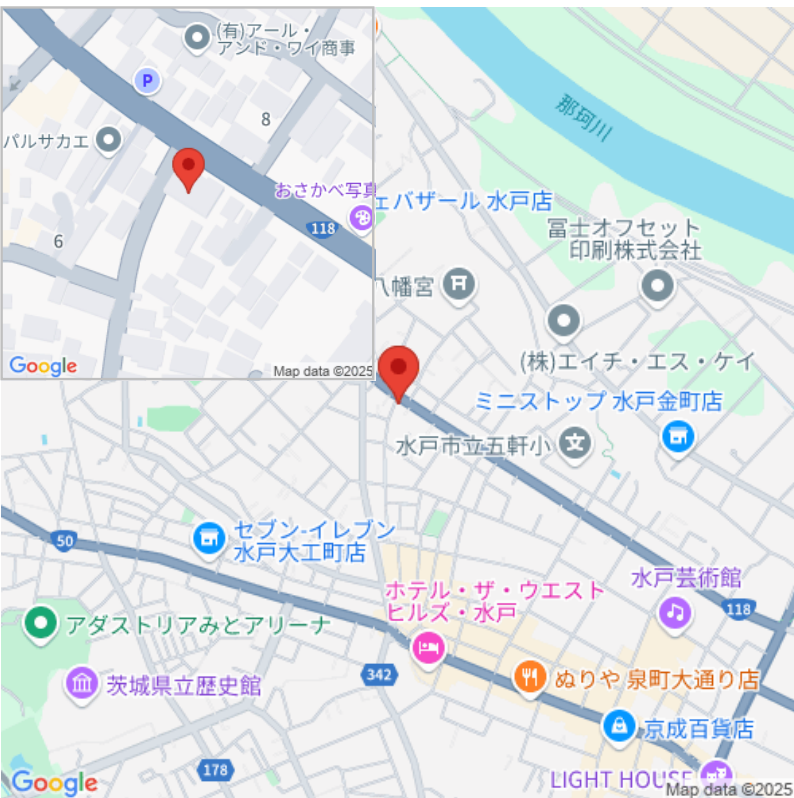 (有)アール・
アンド・ワイ商事
P
8
パルサカエ
おさかべ写真
118
6
Google
Map data ©2025
那珂川
ェバザール 水戸店
冨士オフセット
印刷株式会社
八幡宮
(株)エイチ・エス・ケイ
ミニストップ 水戸金町店
水戸市立五軒小
文
50
セブン-イレブン
水戸大工町店
水戸芸術館
118
ホテル・ザ・ウエスト
ヒルズ・水戸
アダストリアみとアリーナ
342
茨城県立歴史館
ぬりや 泉町大通り店
京成百貨店
178
LIGHT HOUSE
Google
Map data ©2025